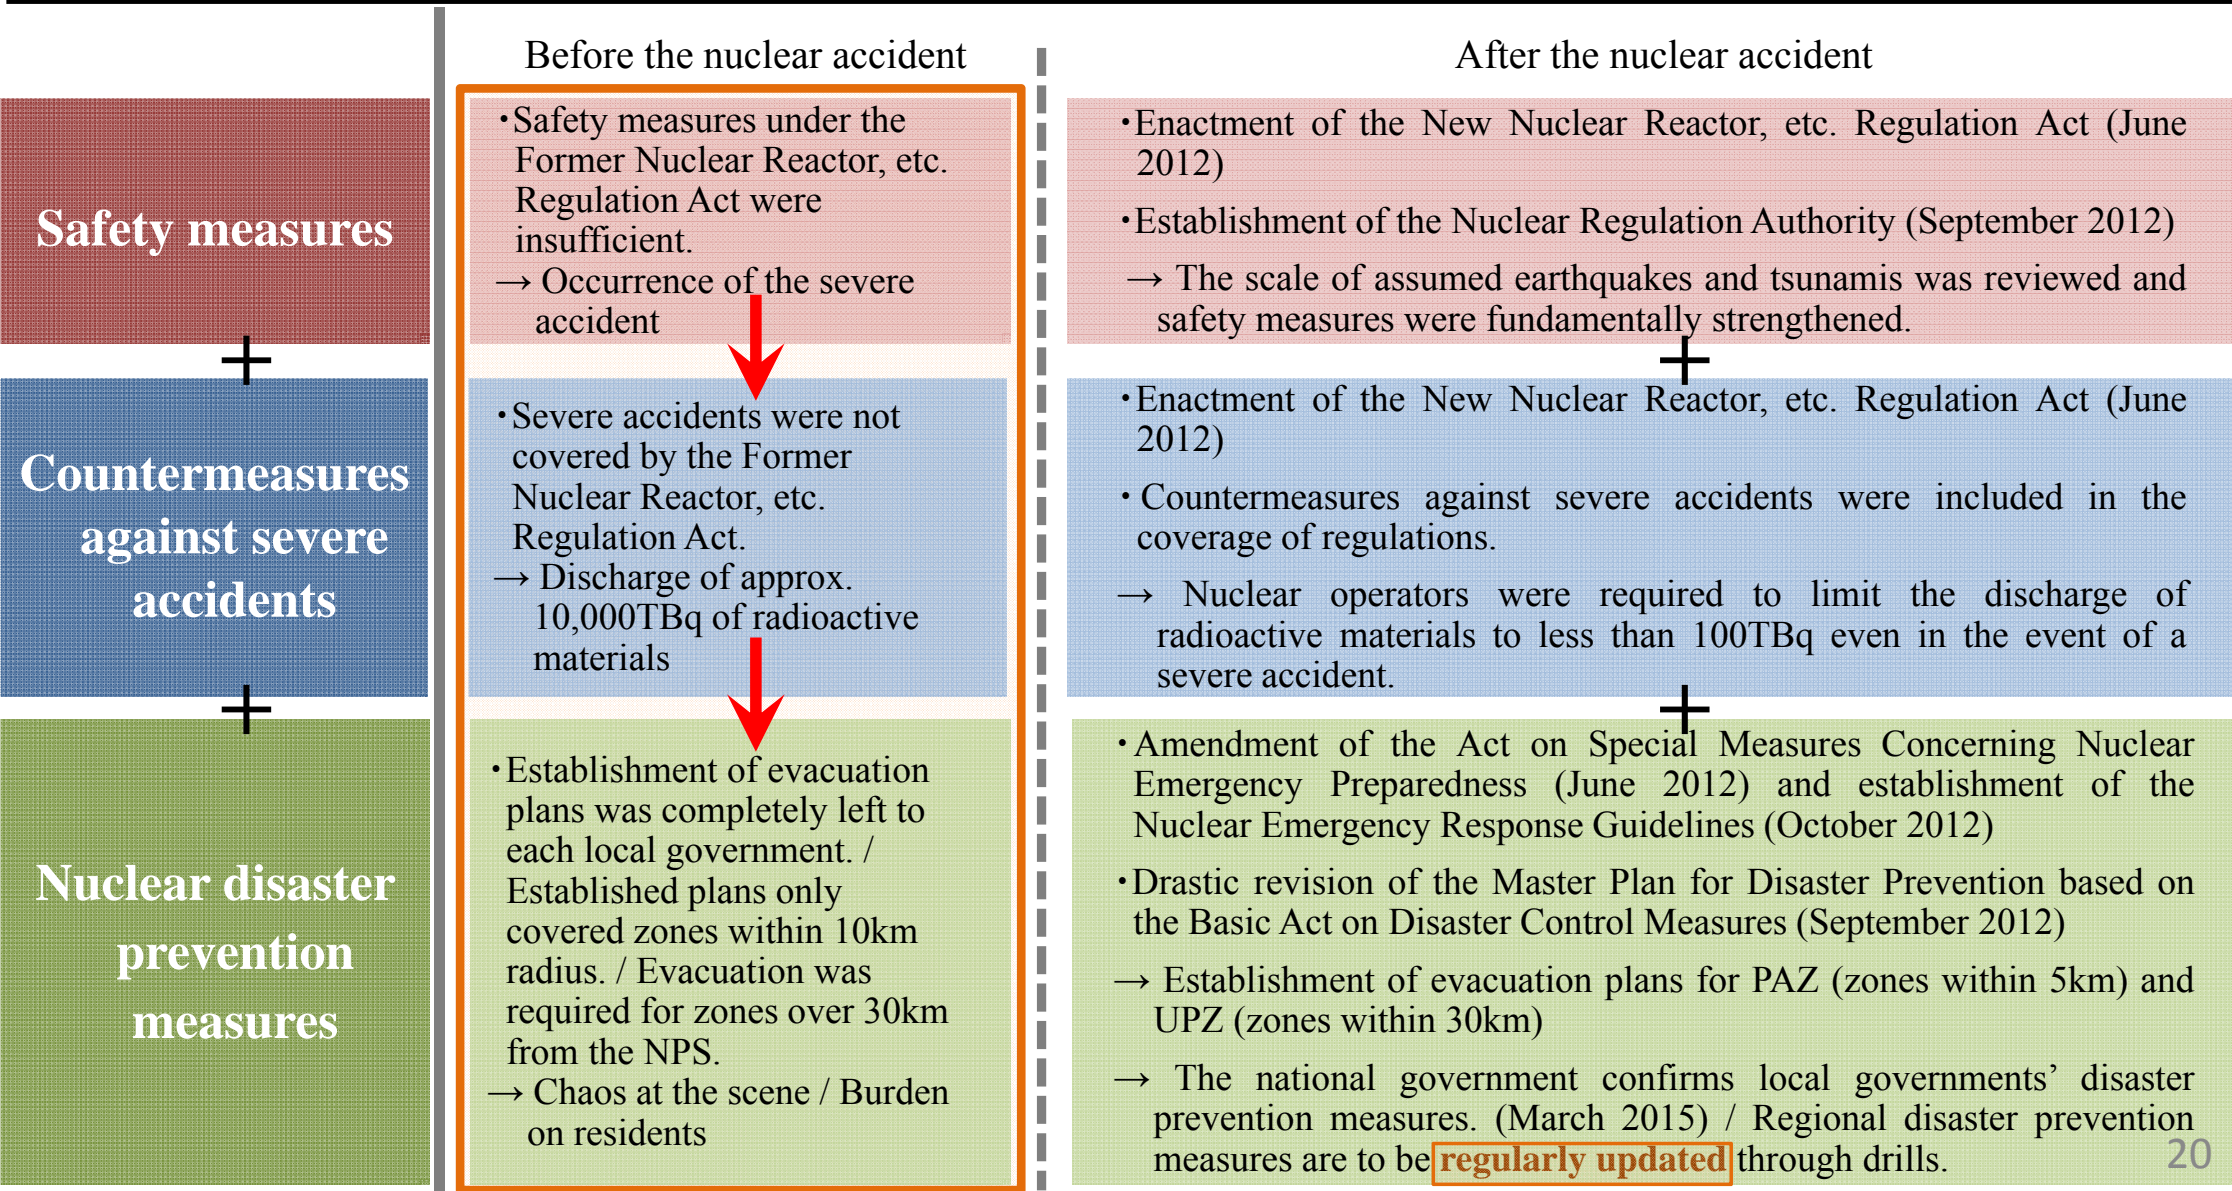 Before the nuclear accident
After the nuclear accident
Safety measures
・Safety measures under the
Former Nuclear Reactor, etc.
Regulation Act were
insufficient.
→ Occurrence of the severe
accident
・Enactment of the New Nuclear Reactor, etc. Regulation Act (June
2012)
・Establishment of the Nuclear Regulation Authority (September 2012)
→ The scale of assumed earthquakes and tsunamis was reviewed and
safety measures were fundamentally strengthened.
+
+
Countermeasures
against severe
accidents
・Severe accidents were not
covered by the Former
Nuclear Reactor, etc.
Regulation Act.
→ Discharge of approx.
10,000TBq of radioactive
materials
・Enactment of the New Nuclear Reactor, etc. Regulation Act (June
2012)
・Countermeasures against severe accidents were included in the
coverage of regulations.
→ Nuclear operators were required to limit the discharge of
radioactive materials to less than 100TBq even in the event of a
severe accident.
+
+
Nuclear disaster
prevention
measures
・Establishment of evacuation
plans was completely left to
each local government. /
Established plans only
covered zones within 10km
radius. / Evacuation was
required for zones over 30km
from the NPS.
→ Chaos at the scene / Burden
on residents
・Amendment of the Act on Special Measures Concerning Nuclear
Emergency Preparedness (June 2012) and establishment of the
Nuclear Emergency Response Guidelines (October 2012)
・Drastic revision of the Master Plan for Disaster Prevention based on
the Basic Act on Disaster Control Measures (September 2012)
→ Establishment of evacuation plans for PAZ (zones within 5km) and
UPZ (zones within 30km)
→ The national government confirms local governments’ disaster
prevention measures. (March 2015) / Regional disaster prevention
measures are to be regularly updated through drills.
20